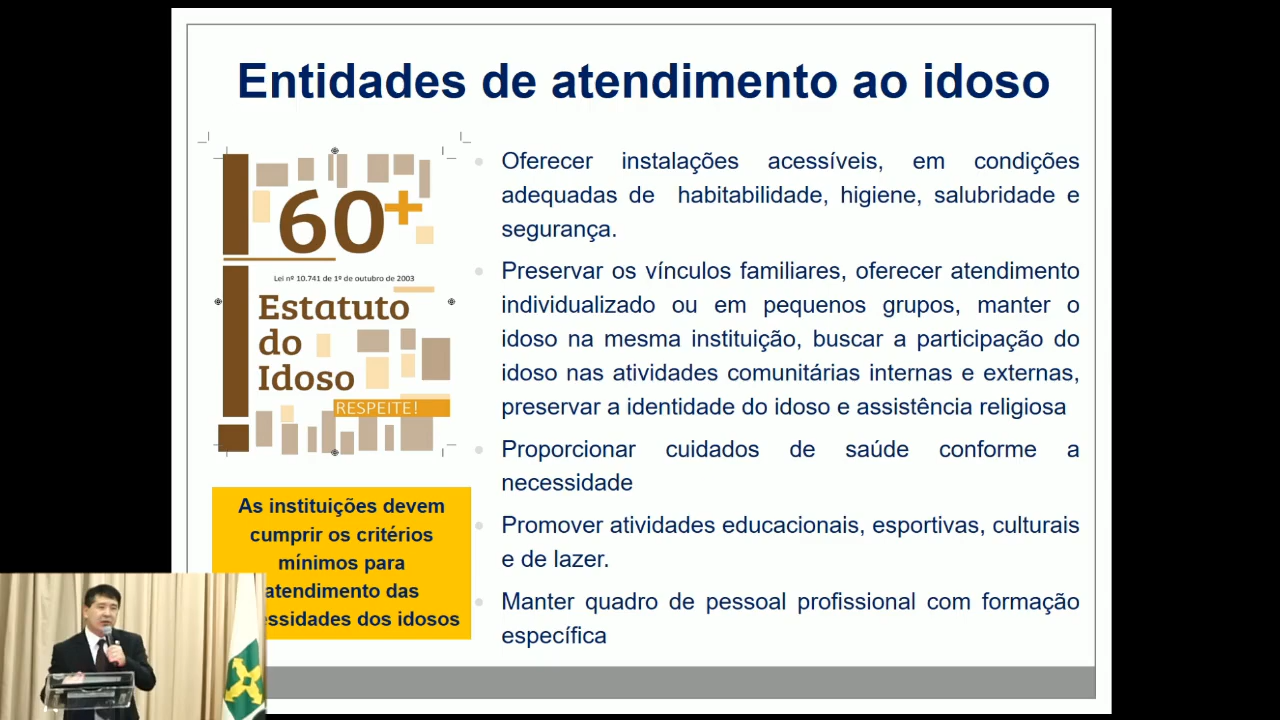 Entidades de atendimento ao idoso
60+
Lei nº 10.741 de 1º de outubro de 2003
Estatuto
do
Idoso
RESPEITE!
As instituições devem
cumprir os critérios
mínimos para
atendimento das
essidades dos idosos
Oferecer instalações acessíveis, em condições
adequadas de habitabilidade, higiene, salubridade e
segurança.
Preservar os vínculos familiares, oferecer atendimento
individualizado ou em pequenos grupos, manter o
idoso na mesma instituição, buscar a participação do
idoso nas atividades comunitárias internas e externas,
preservar a identidade do idoso e assistência religiosa
Proporcionar cuidados de saúde conforme a
necessidade
Promover atividades educacionais, esportivas, culturais
e de lazer.
Manter quadro de pessoal profissional com formação
específica